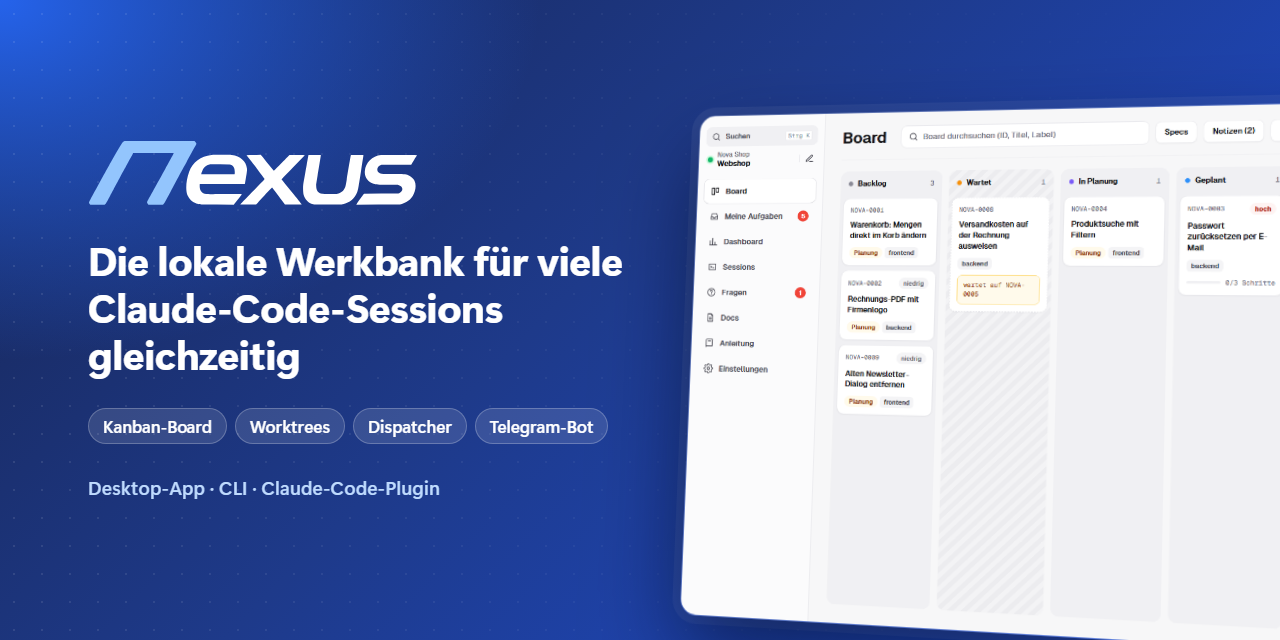 nexus
Die lokale Werkbank für viele
Claude-Code-Sessions
gleichzeitig
Kanban-Board
Worktrees
Dispatcher
Telegram-Bot
Desktop-App · CLI · Claude-Code-Plugin
Suchen
Strg K
Nova Shop
Webshop
Board
Meine Aufgaben
Dashboard
Sessions
Fragen 1
Docs
Anleitung
Einstellungen
Board
Board durchsuchen (ID, Titel, Label)
Specs
Notizen (2)
Backlog 3
NOVA-0001
Warenkorb: Mengen
direkt im Korb ändern
Planung frontend
NOVA-0002 niedrig
Rechnungs-PDF mit
Firmenlogo
Planung backend
NOVA-0009 niedrig
Alten Newsletter-
Dialog entfernen
Planung frontend
Wartet 1
NOVA-0006
Versandkosten auf
der Rechnung
ausweisen
backend
wartet auf NOVA-
0005
In Planung 1
NOVA-0004
Produktsuche mit
Filtern
Planung frontend
Geplant 1
NOVA-0003 hoch
Passwort
zurücksetzen per E-
Mail
backend
0/3 Schritte